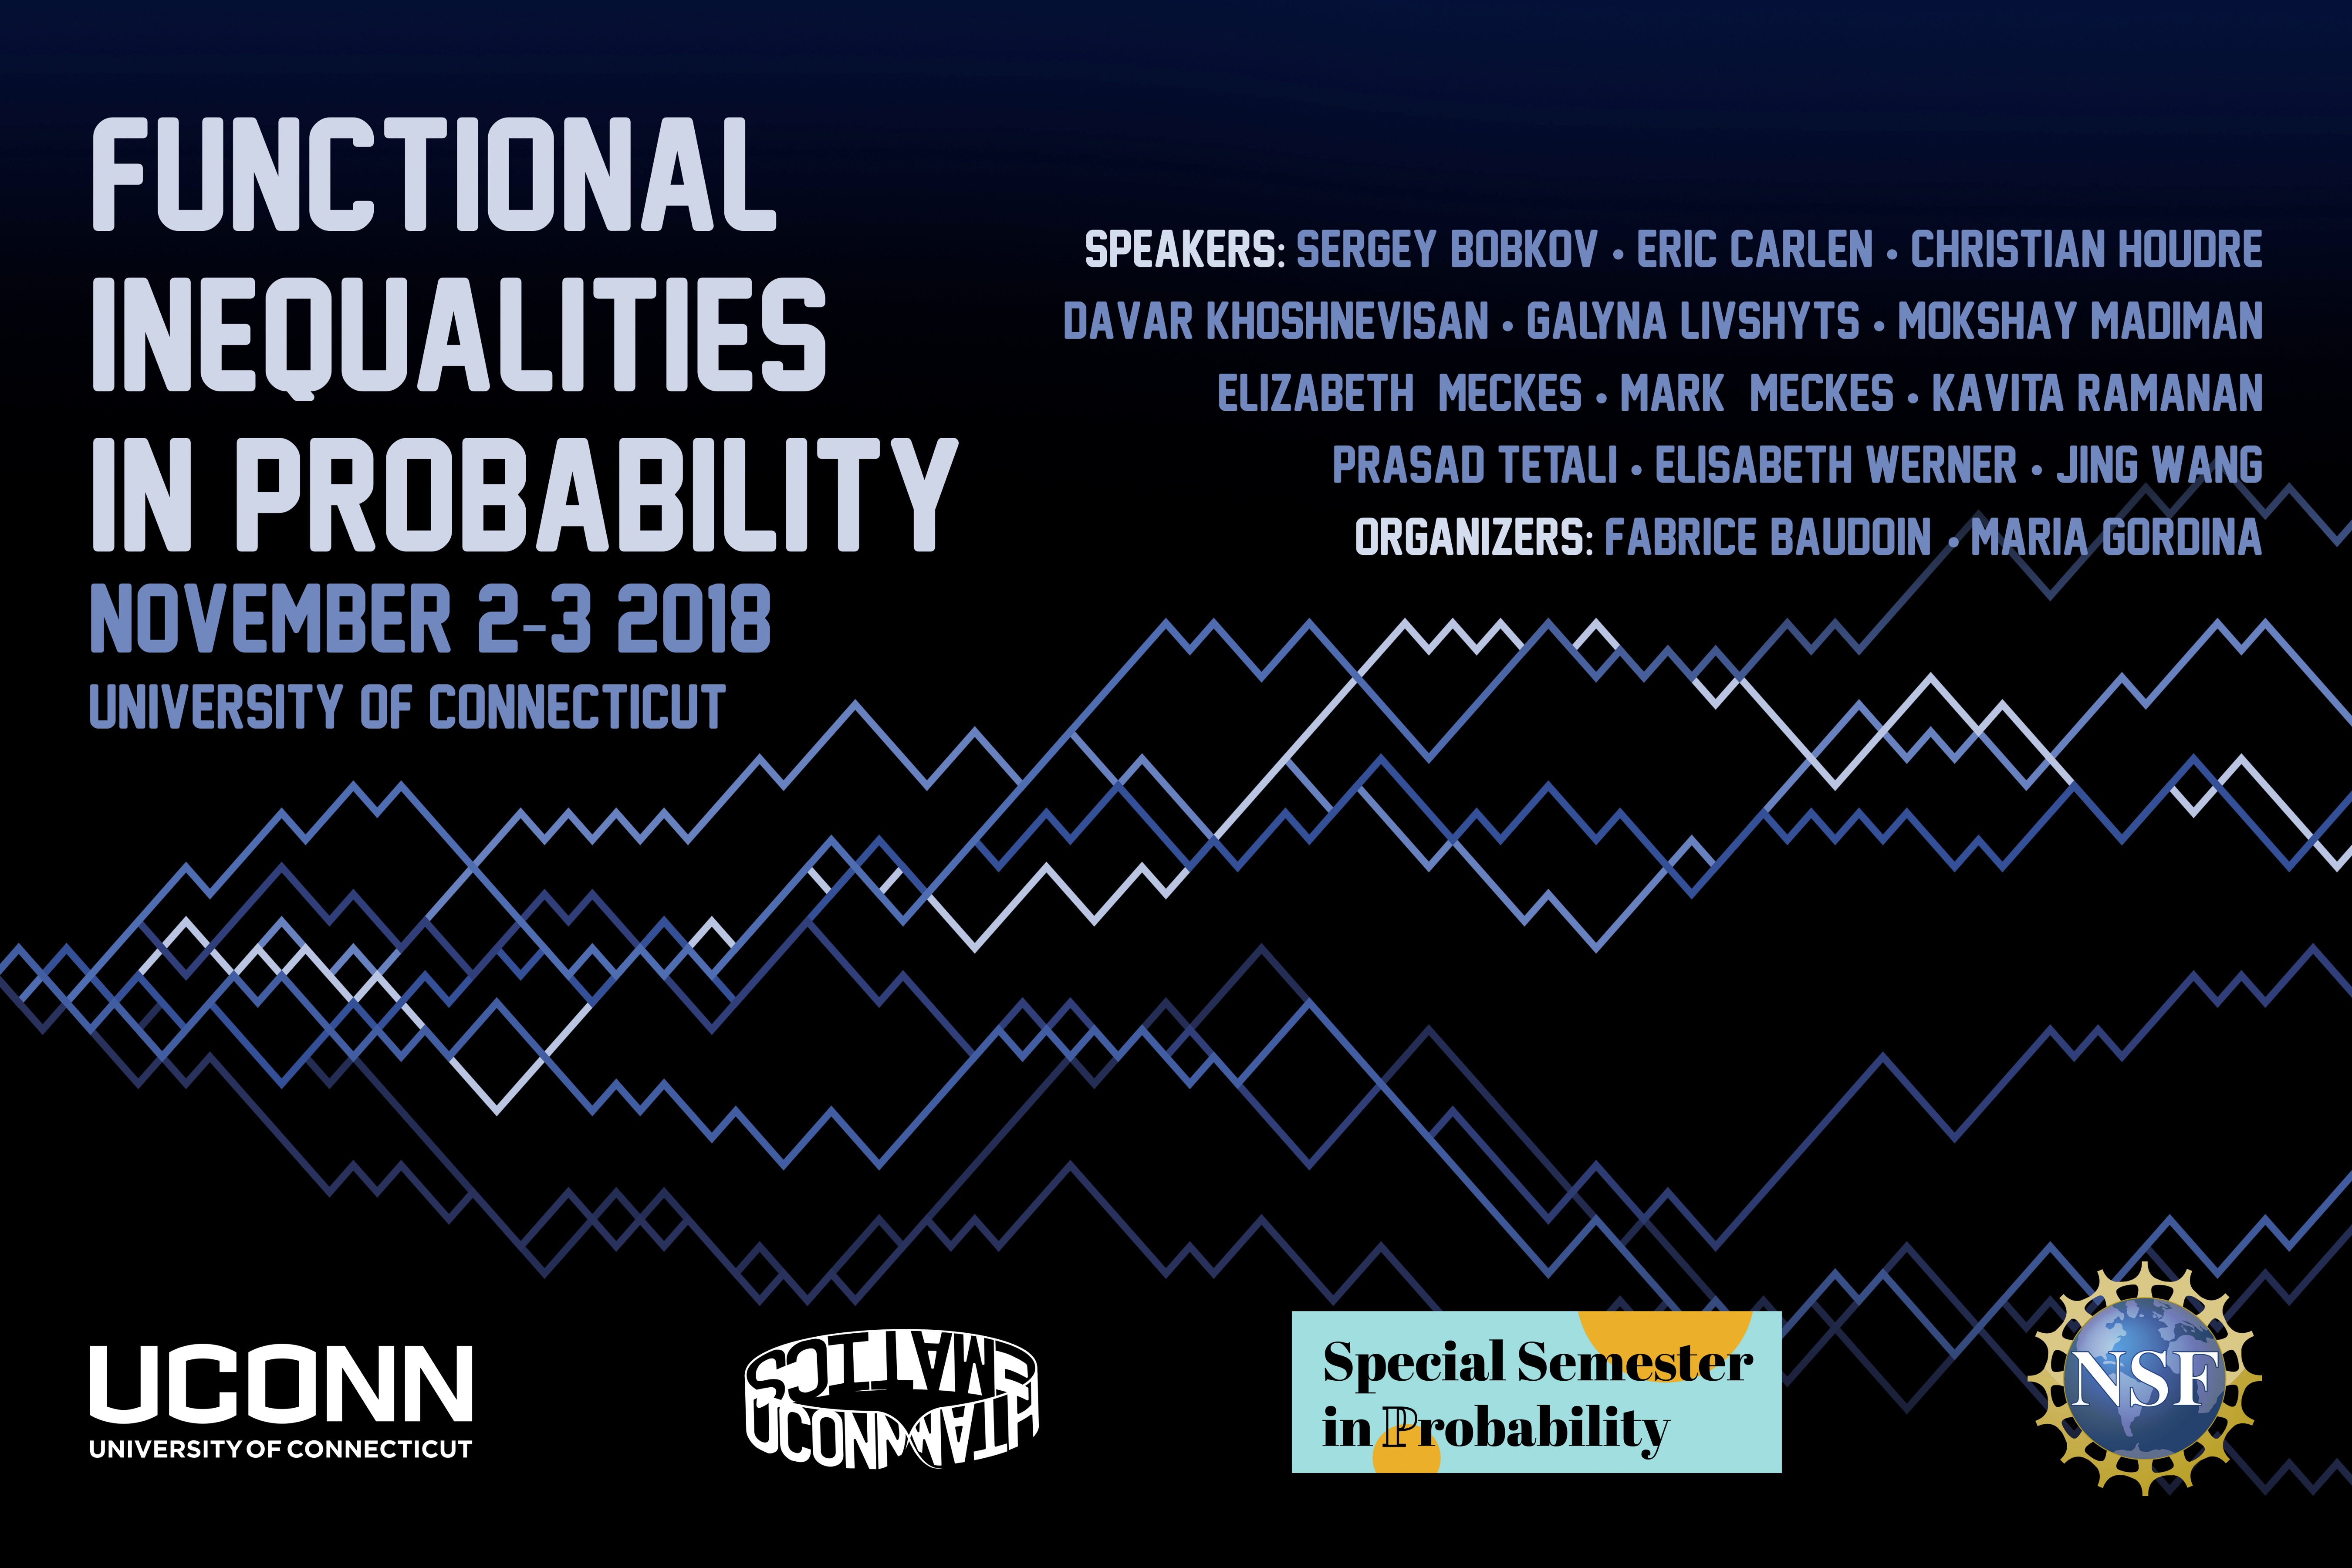 FUNCTIONAL
INEQUALITIES
IN PROBABILITY
NOVEMBER 2-3 2018
UNIVERSITY OF CONNECTICUT
SPEAKERS: SERGEY BOBKOV • ERIC CARLEN • CHRISTIAN HOUDRE
DAVAR KHOSHNEVISAN • GALYNA LIVSHYTS • MOKSHAY MADIMAN
ELIZABETH MECKES • MARK MECKES • KAVITA RAMANAN
PRASAD TETALI • ELISABETH WERNER • JING WANG
ORGANIZERS: FABRICE BAUDOIN • MARIA GORDINA
UCONN
UNIVERSITY OF CONNECTICUT
UCONN MATHEMATICS
Special Semester
in ℙrobability
NSF